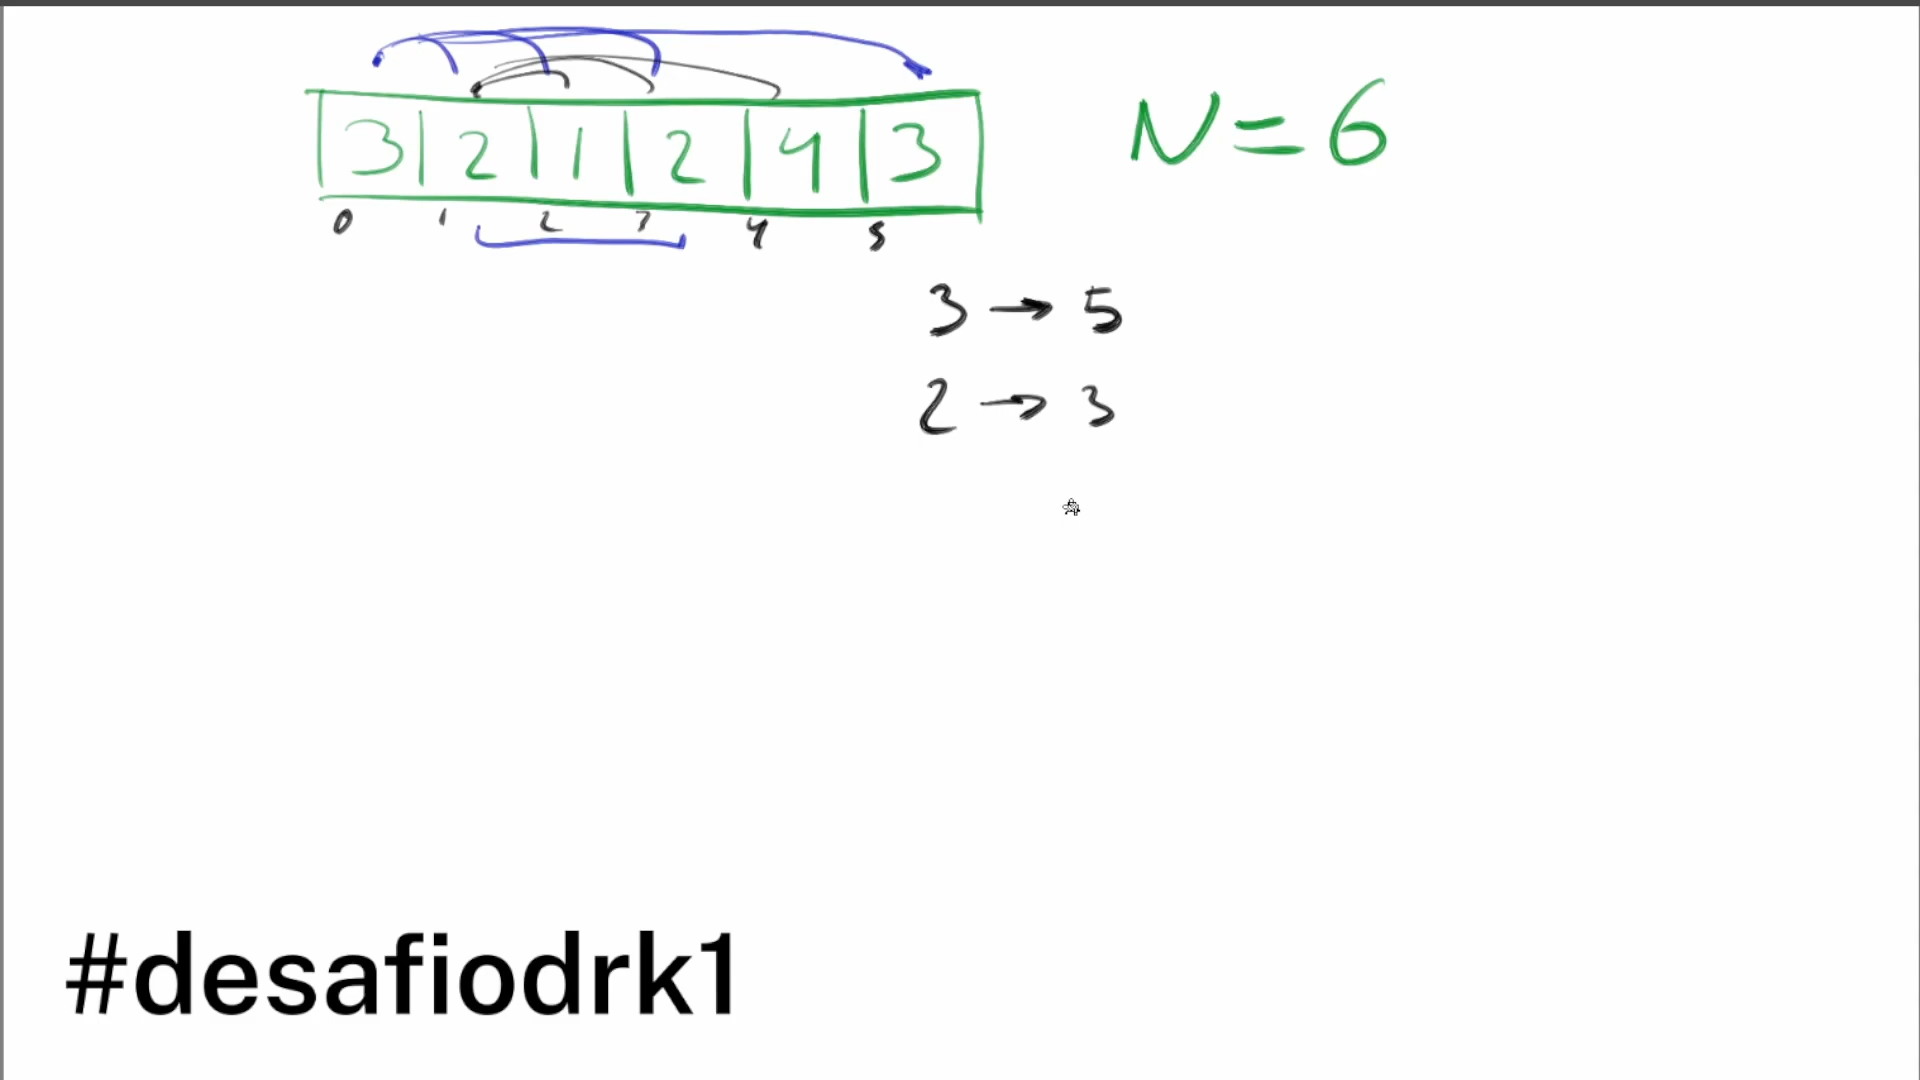 3 2 1 2 4 3
N=6
0 1 2 3 4 5
3 → 5
2 → 3
#desafiodrk1